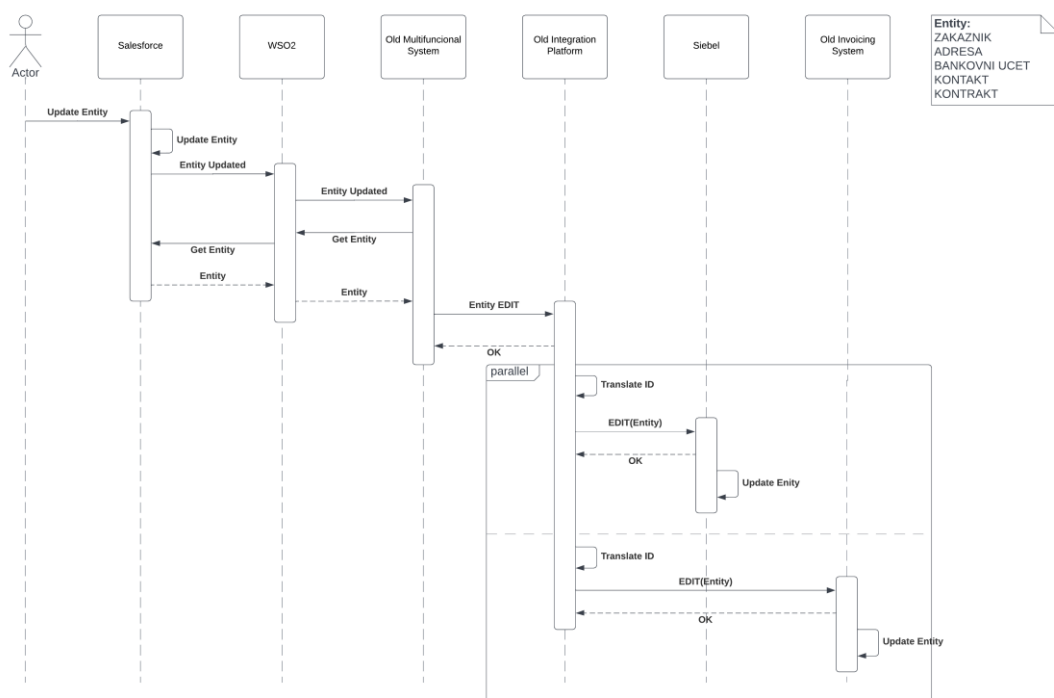 Salesforce
WSO2
Old Multifuncional
System
Old Integration
Platform
Siebel
Old Invoicing
System
Entity:
ZAKAZNIK
ADRESA
BANKOVNI UCET
KONTAKT
KONTRAKT
Actor
Update Entity
Update Entity
Entity Updated
Entity Updated
Get Entity
Get Entity
Entity
Entity
Entity EDIT
OK
parallel
Translate ID
EDIT(Entity)
OK
Update Enity
Translate ID
EDIT(Entity)
OK
Update Entity